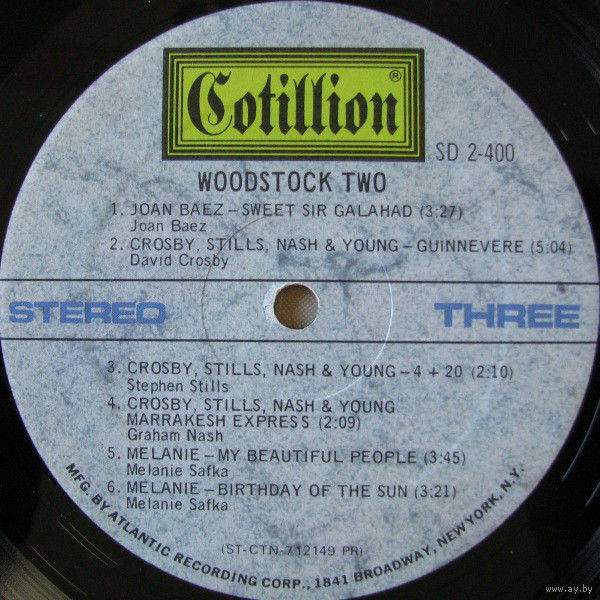 Cotillion®
SD 2-400
WOODSTOCK TWO
1. JOAN BAEZ – SWEET SIR GALAHAD (3:27)
Joan Baez
2. CROSBY, STILLS, NASH & YOUNG – GUINNEVERE (5:04)
David Crosby
STEREO
THREE
3. CROSBY, STILLS, NASH & YOUNG – 4 + 20 (2:10)
Stephen Stills
4. CROSBY, STILLS, NASH & YOUNG
MARRAKESH EXPRESS (2:09)
Graham Nash
5. MELANIE – MY BEAUTIFUL PEOPLE (3:45)
Melanie Safka
6. MELANIE – BIRTHDAY OF THE SUN (3:21)
Melanie Safka
(ST-CTN-712149 PR)
MFG. BY ATLANTIC RECORDING CORP., 1841 BROADWAY, NEW YORK, N.Y.
www.ay.by